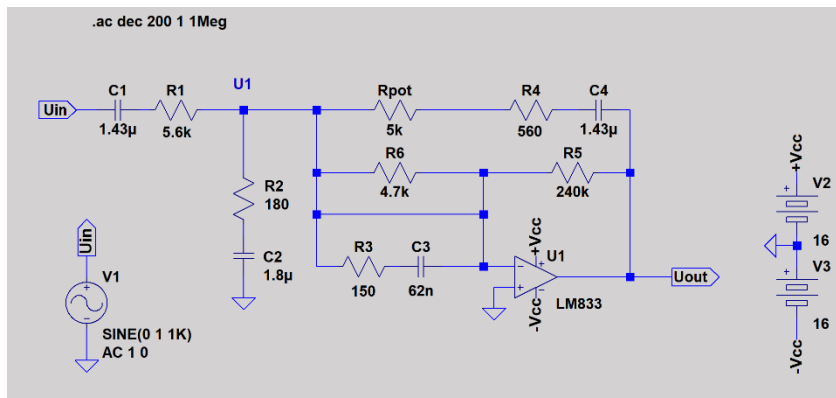 .ac dec 200 1 1Meg
Uin
C1
1.43µ
R1
5.6k
U1
Rpot
5k
R4
560
C4
1.43µ
R6
4.7k
R5
240k
R2
180
C2
1.8µ
R3
150
C3
62n
+Vcc
U1
-Vcc
LM833
Uout
Uin
V1
SINE(0 1 1K)
AC 1 0
+Vcc
V2
16
V3
16
-Vcc